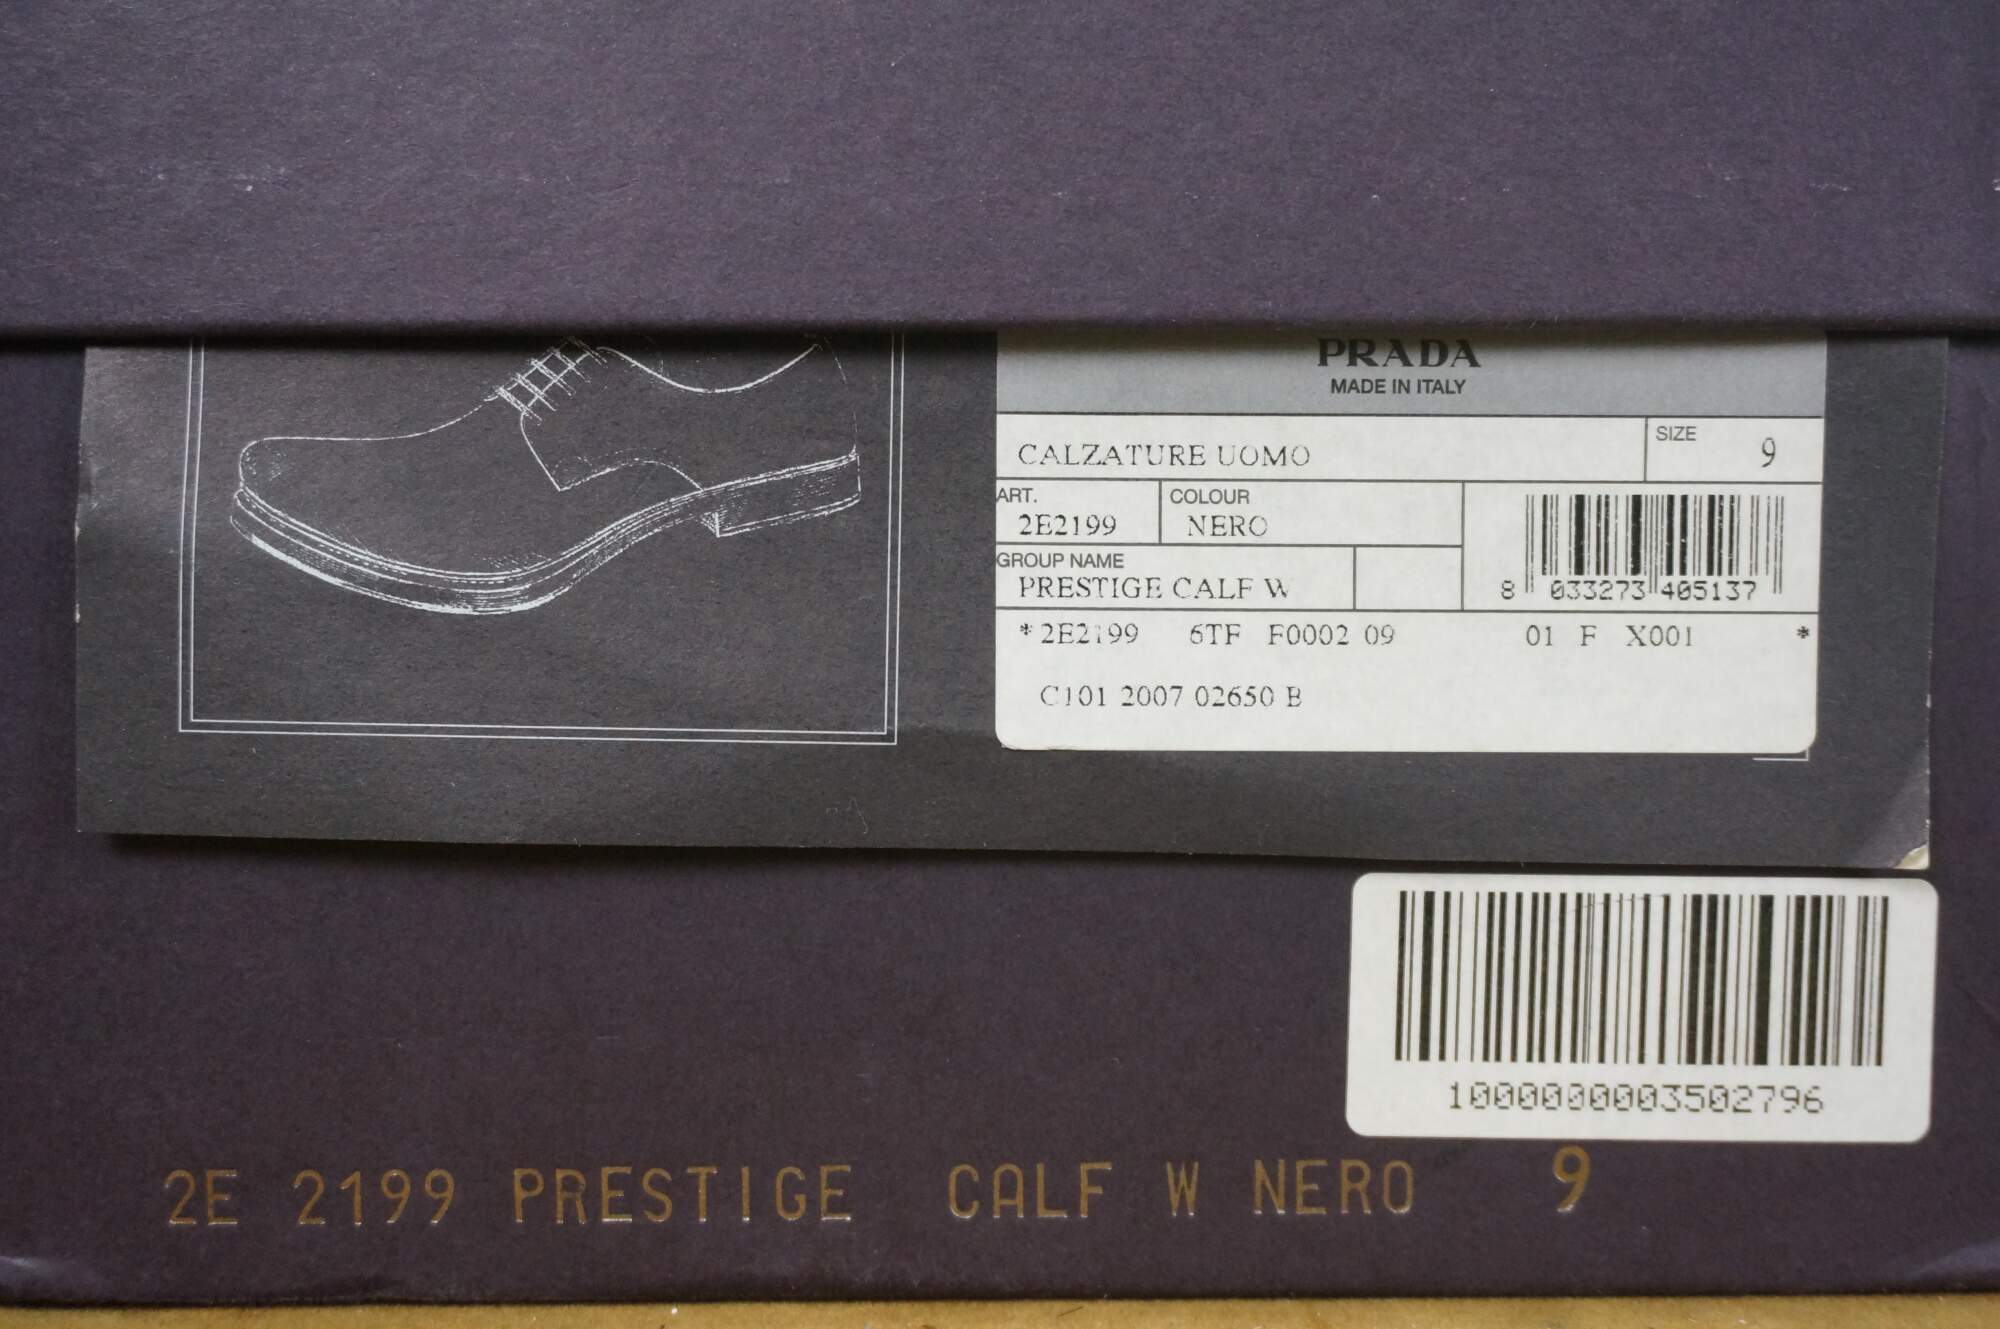 PRADA
MADE IN ITALY
CALZATURE UOMO
SIZE 9
ART.
2E2199
COLOUR
NERO
GROUP NAME
PRESTIGE CALF W
8 033273 405137
*2E2199 6TF F0002 09 01 F X001 *
C101 2007 02650 B
1000000003502796
2E 2199 PRESTIGE CALF W NERO 9